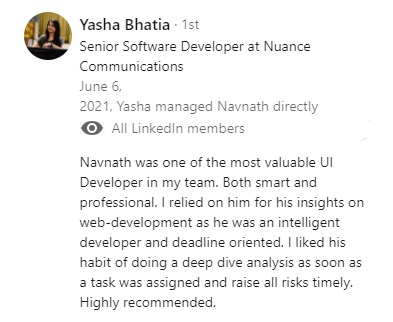 Yasha Bhatia · 1st
Senior Software Developer at Nuance
Communications
June 6,
2021, Yasha managed Navnath directly
All LinkedIn members
Navnath was one of the most valuable UI
Developer in my team. Both smart and
professional. I relied on him for his insights on
web-development as he was an intelligent
developer and deadline oriented. I liked his
habit of doing a deep dive analysis as soon as
a task was assigned and raise all risks timely.
Highly recommended.